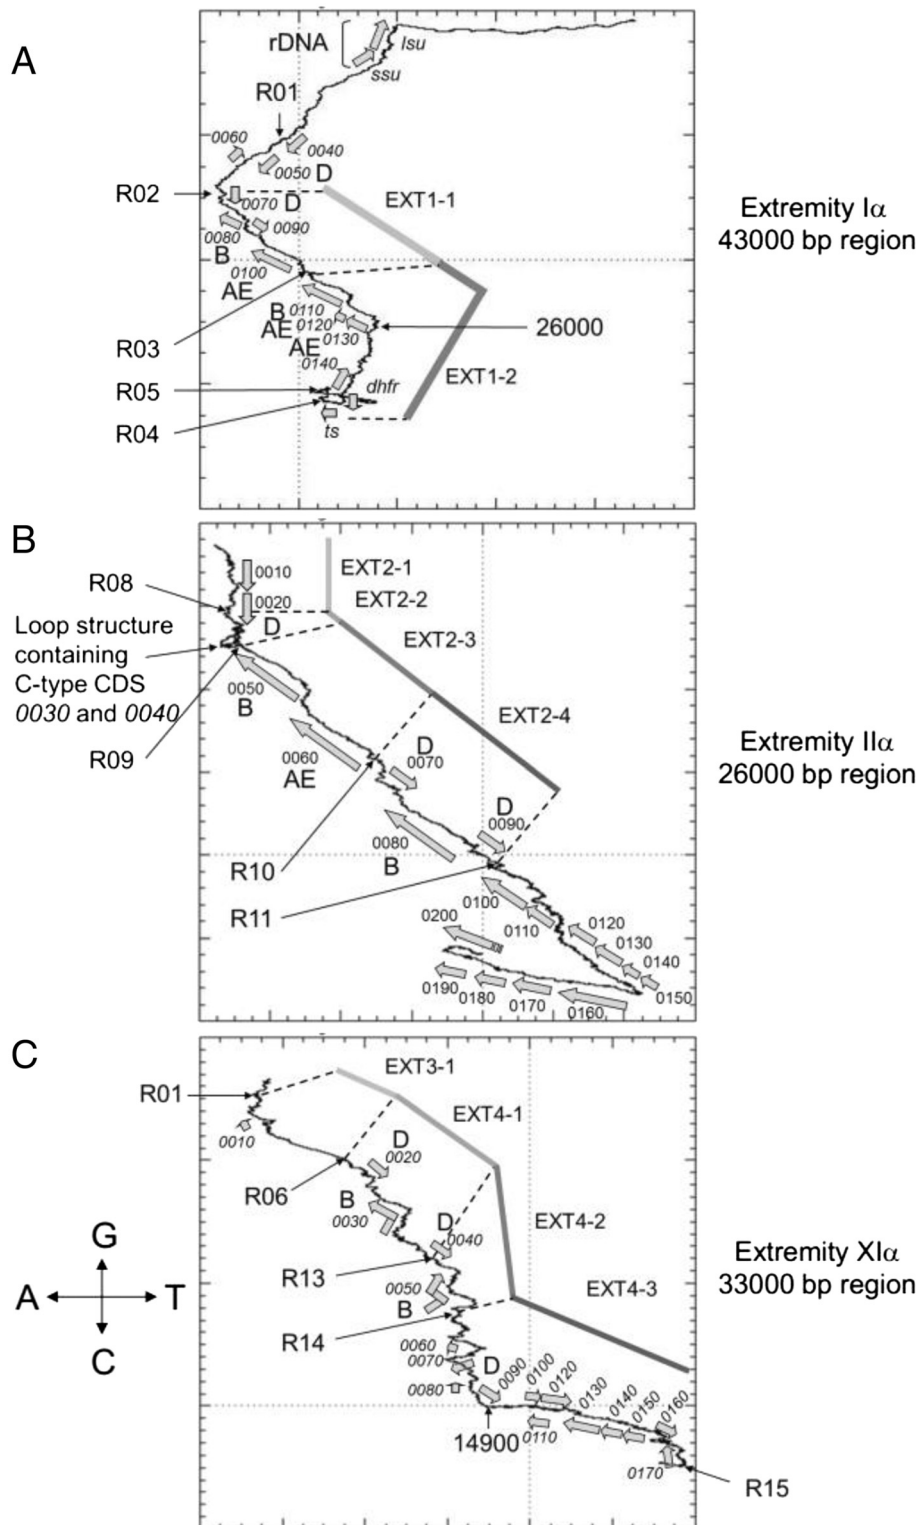 A
rDNA
lsu
ssu
R01
0060
0040
0050 D
R02
0070 D
EXT1-1
Extremity Iα
43000 bp region
0080
0090
B
0100
AE
B 0110
AE 0120
0130
AE
26000
R03
0140
EXT1-2
R05
dhfr
R04
ts
B
0010
EXT2-1
R08
0020
EXT2-2
D
Loop structure
containing
C-type CDS
0030 and 0040
EXT2-3
0050
B
EXT2-4
R09
0060
AE
D
0070
Extremity IIα
26000 bp region
D
0090
0080
B
R10
R11
0100
0110
0120
0130
0140
0150
0200
0190
0180
0170
0160
C
R01
EXT3-1
0010
EXT4-1
D
0020
R06
B
0030
D
0040
EXT4-2
R13
0050
B
Extremity XIα
33000 bp region
EXT4-3
R14
0060
0070
D
0080
0090
0100
0120
0130
0140
0150
0160
14900
0110
0170
R15
G
A
T
C